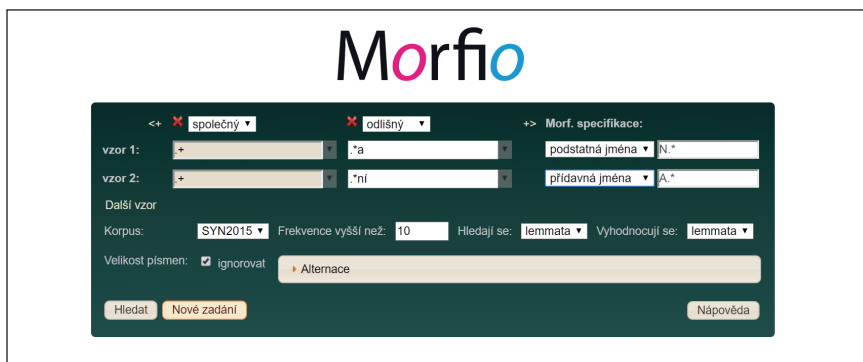 Morfio
<+ společný odlišný +> Morf. specifikace:
vzor 1: .+ .*a podstatná jména N.*
vzor 2: .+ .*ní přídavná jména A.*
Další vzor
Korpus: SYN2015 Frekvence vyšší než: 10 Hledají se: lemmata Vyhodnocují se: lemmata
Velikost písmen: ignorovat Alternace
Hledat Nové zadání Nápověda